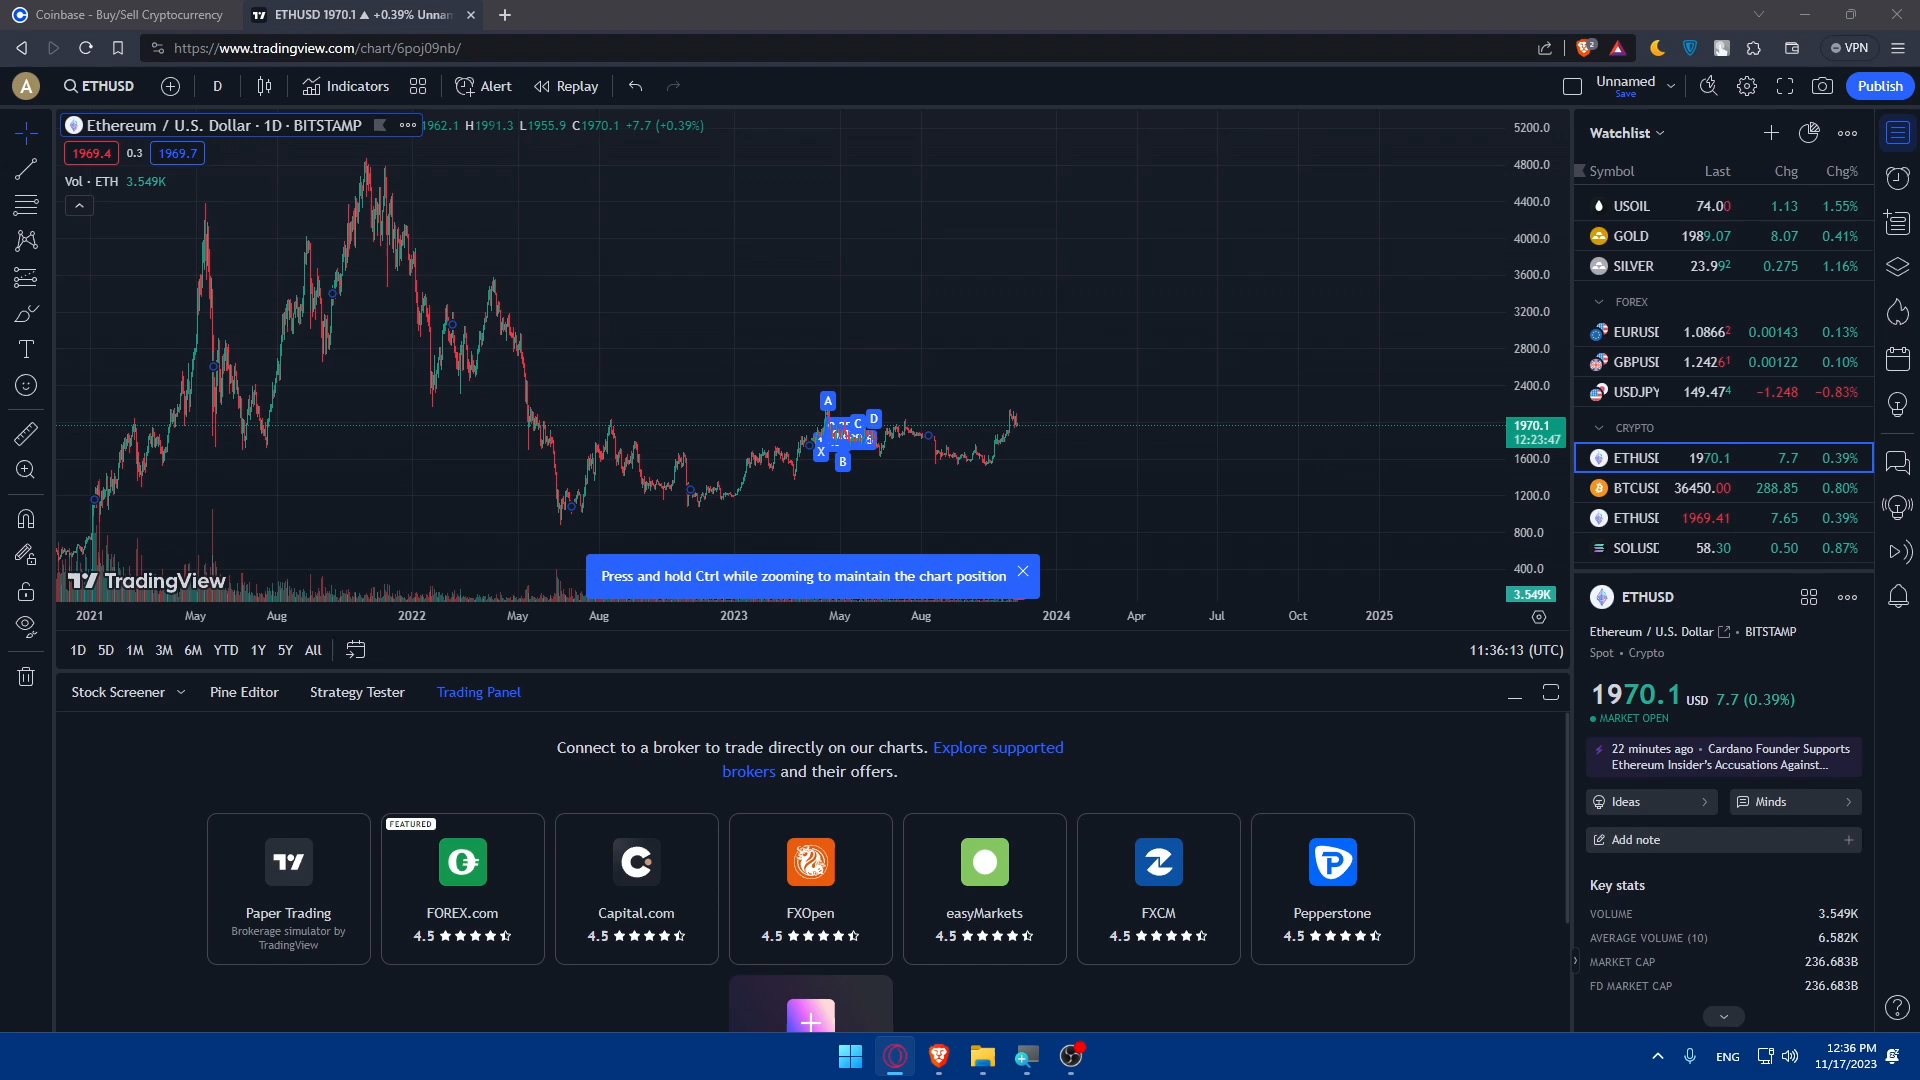 Coinbase - Buy/Sell Cryptocurrency
ETHUSD 1970.1 ▲ +0.39% Unnan
https://www.tradingview.com/chart/6poj09nb/
2
VPN
A
ETHUSD
D
Indicators
Alert
Replay
Unnamed
Save
Publish
Ethereum / U.S. Dollar · 1D · BITSTAMP
1962.1 H1991.3 L1955.9 C1970.1 +7.7 (+0.39%)
1969.4 0.3 1969.7
Vol · ETH 3.549K
5200.0
4800.0
4400.0
4000.0
3600.0
3200.0
2800.0
2400.0
1970.1
12:23:47
1600.0
1200.0
800.0
400.0
3.549K
A
C
D
X
B
TradingView
Press and hold Ctrl while zooming to maintain the chart position
2021 May Aug 2022 May Aug 2023 May Aug 2024 Apr Jul Oct 2025
1D 5D 1M 3M 6M YTD 1Y 5Y All
11:36:13 (UTC)
Stock Screener Pine Editor Strategy Tester Trading Panel
Connect to a broker to trade directly on our charts. Explore supported
brokers and their offers.
FEATURED
Paper Trading
Brokerage simulator by
TradingView
FOREX.com
4.5
Capital.com
4.5
FXOpen
4.5
easyMarkets
4.5
FXCM
4.5
Pepperstone
4.5
Watchlist
Symbol Last Chg Chg%
USOIL 74.00 1.13 1.55%
GOLD 1989.07 8.07 0.41%
SILVER 23.992 0.275 1.16%
FOREX
EURUSD 1.08662 0.00143 0.13%
GBPUSD 1.24261 0.00122 0.10%
USDJPY 149.474 −1.248 −0.83%
CRYPTO
ETHUSD 1970.1 7.7 0.39%
BTCUSD 36450.00 288.85 0.80%
ETHUSD 1969.41 7.65 0.39%
SOLUSD 58.30 0.50 0.87%
ETHUSD
Ethereum / U.S. Dollar • BITSTAMP
Spot • Crypto
1970.1 USD 7.7 (0.39%)
MARKET OPEN
22 minutes ago • Cardano Founder Supports
Ethereum Insider's Accusations Against...
Ideas
Minds
Add note
Key stats
VOLUME 3.549K
AVERAGE VOLUME (10) 6.582K
MARKET CAP 236.683B
FD MARKET CAP 236.683B
ENG
12:36 PM
11/17/2023